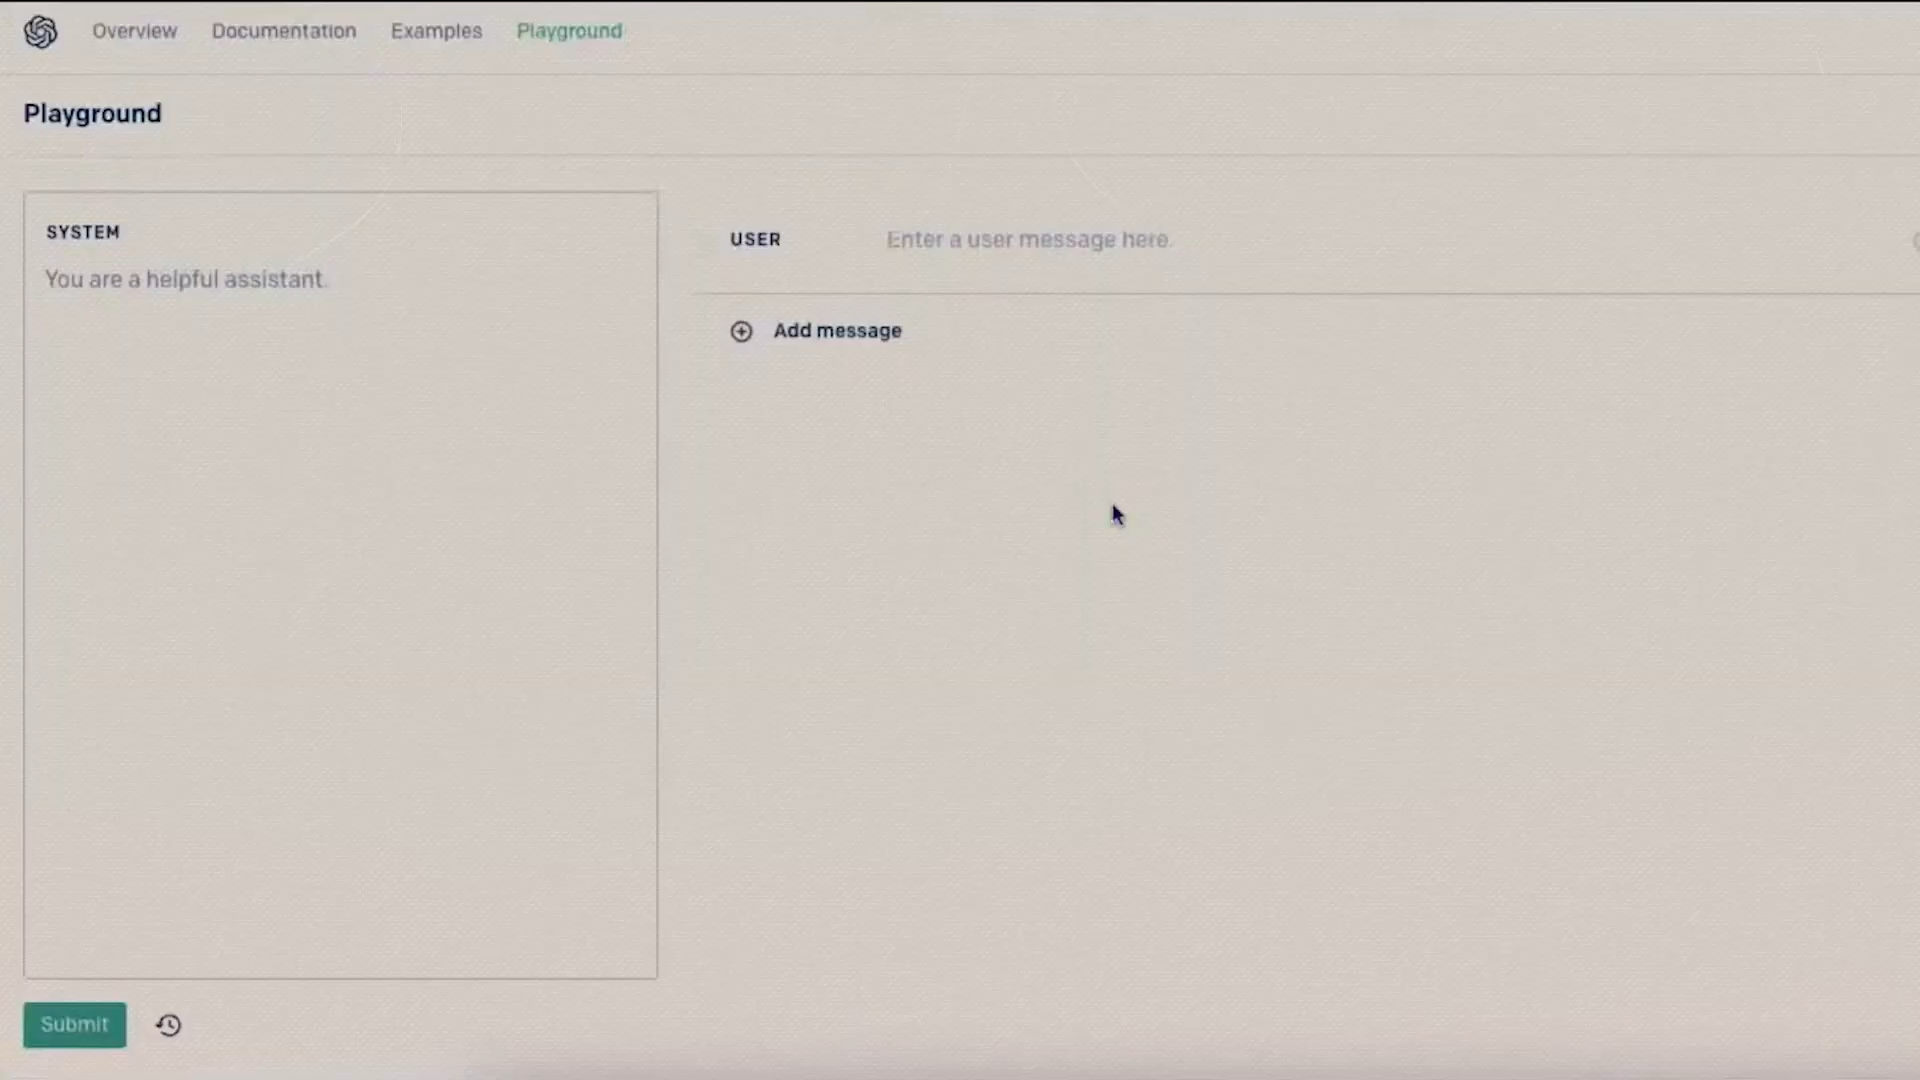 Overview Documentation Examples Playground
Playground
SYSTEM
You are a helpful assistant.
USER Enter a user message here.
Add message
Submit